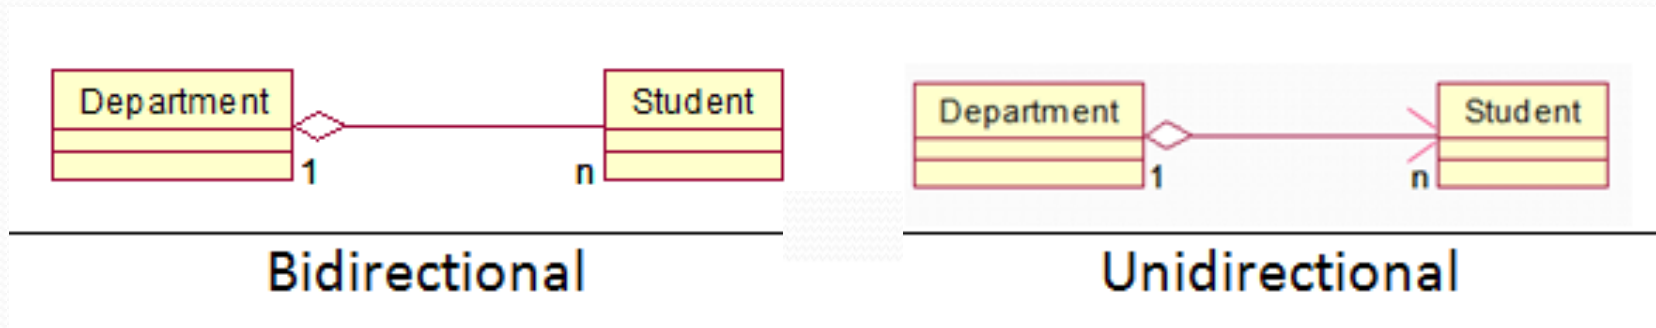 Department
Student
1
n
Bidirectional
Department
Student
1
n
Unidirectional